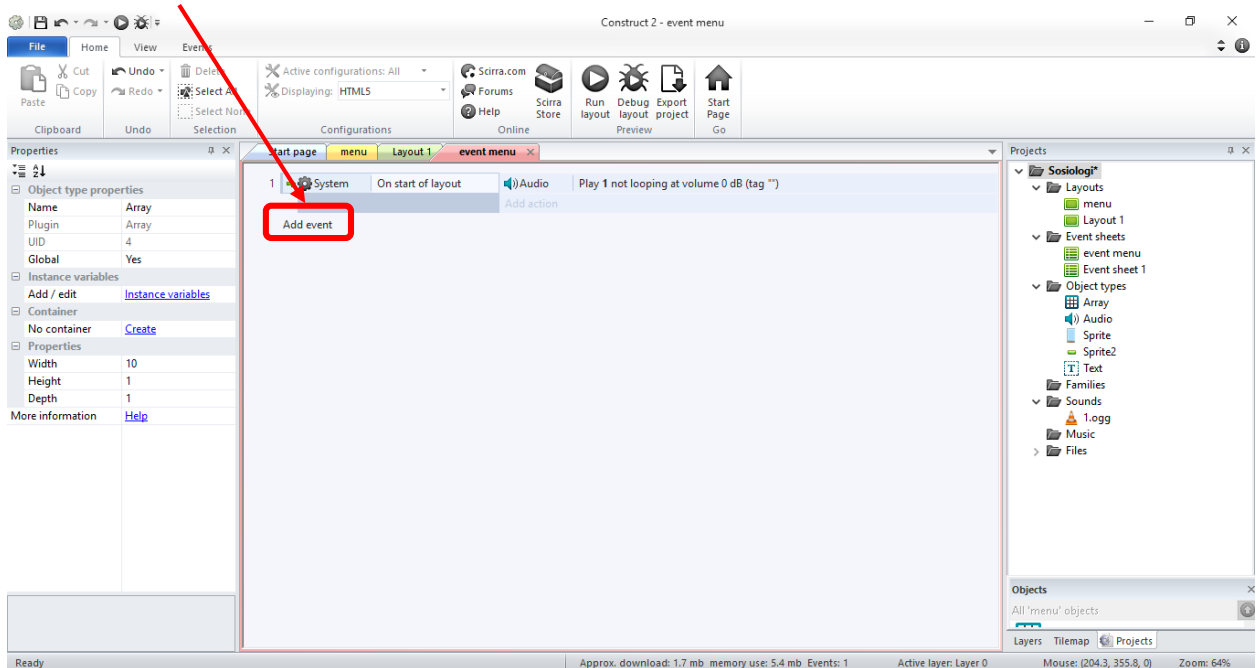 Construct 2 - event menu
File Home View Events
Cut
Copy
Paste
Clipboard
Undo
Redo
Undo
Delete
Select All
Select None
Selection
Active configurations: All
Displaying: HTML5
Configurations
Scirra.com
Forums
Help
Scirra Store
Online
Run layout
Debug layout
Export project
Preview
Start Page
Go
Properties
Object type properties
Name Array
Plugin Array
UID 4
Global Yes
Instance variables
Add / edit Instance variables
Container
No container Create
Properties
Width 10
Height 1
Depth 1
More information Help
Start page menu Layout 1 event menu
1 System On start of layout Audio Play 1 not looping at volume 0 dB (tag "")
Add action
Add event
Projects
Sosiologi*
Layouts
menu
Layout 1
Event sheets
event menu
Event sheet 1
Object types
Array
Audio
Sprite
Sprite2
Text
Families
Sounds
1.ogg
Music
Files
Objects
All 'menu' objects
Layers Tilemap Projects
Ready Approx. download: 1.7 mb memory use: 5.4 mb Events: 1 Active layer: Layer 0 Mouse: (204.3, 355.8, 0) Zoom: 64%